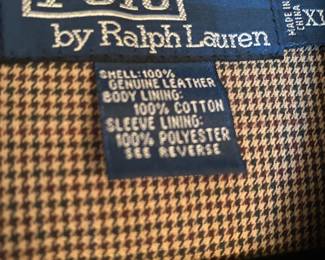 Polo
by Ralph Lauren
MADE IN
CHINA
XL
SHELL:100%
GENUINE LEATHER
BODY LINING:
100% COTTON
SLEEVE LINING:
100% POLYESTER
SEE REVERSE